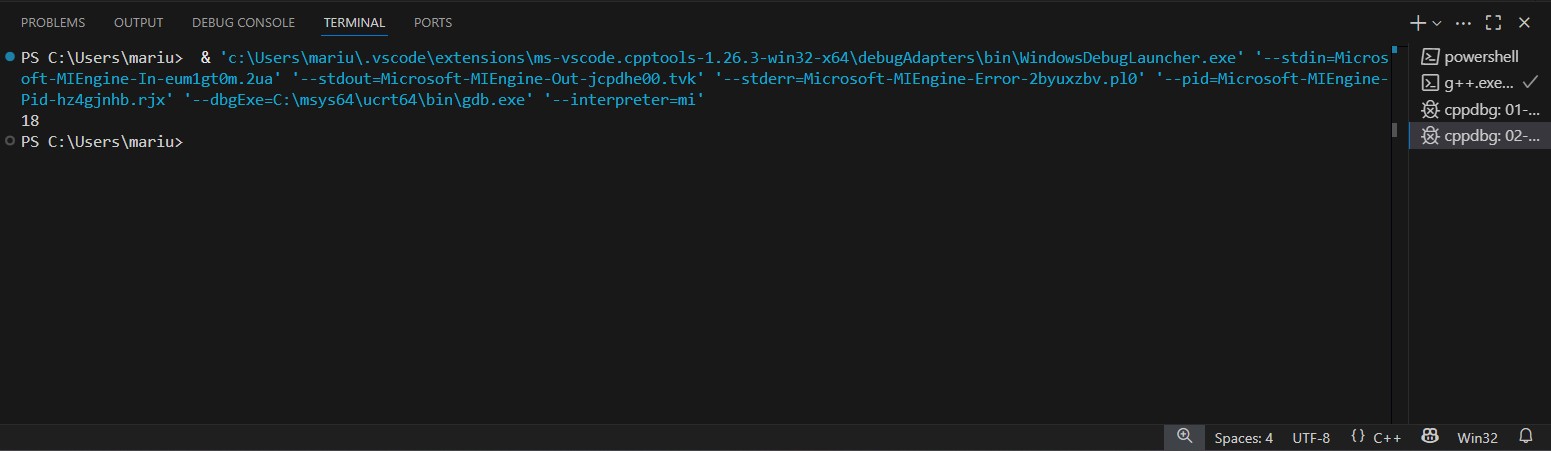 PROBLEMS OUTPUT DEBUG CONSOLE TERMINAL PORTS
PS C:\Users\mariu>  & 'c:\Users\mariu\.vscode\extensions\ms-vscode.cpptools-1.26.3-win32-x64\debugAdapters\bin\WindowsDebugLauncher.exe' '--stdin=Micros
oft-MIEngine-In-eum1gt0m.2ua' '--stdout=Microsoft-MIEngine-Out-jcpdhe00.tvk' '--stderr=Microsoft-MIEngine-Error-2byuxzbv.pl0' '--pid=Microsoft-MIEngine-
Pid-hz4gjnhb.rjx' '--dbgExe=C:\msys64\ucrt64\bin\gdb.exe' '--interpreter=mi'
18
PS C:\Users\mariu>
powershell
g++.exe...
cppdbg: 01-...
cppdbg: 02-...
Spaces: 4 UTF-8 {} C++ Win32